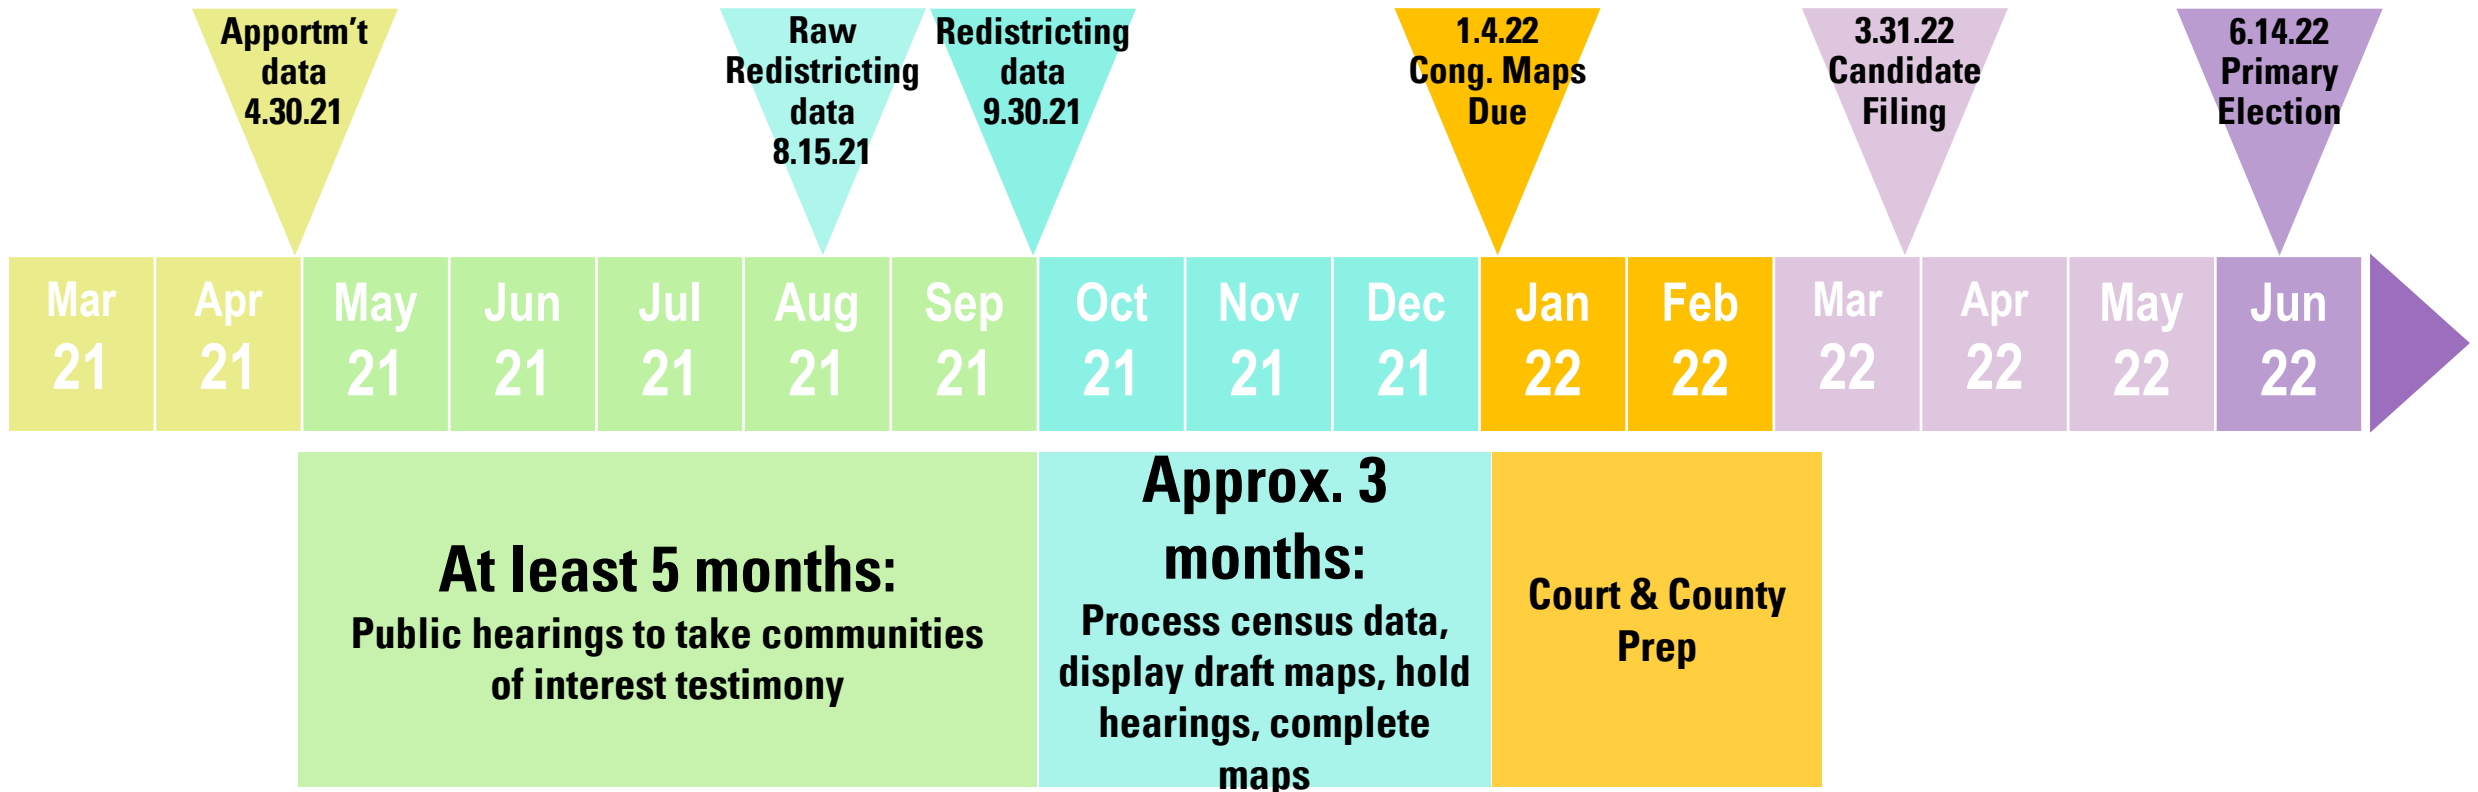 Apportm't
data
4.30.21
Raw
Redistricting
data
8.15.21
Redistricting
data
9.30.21
1.4.22
Cong. Maps
Due
3.31.22
Candidate
Filing
6.14.22
Primary
Election
Mar
21
Apr
21
May
21
Jun
21
Jul
21
Aug
21
Sep
21
Oct
21
Nov
21
Dec
21
Jan
22
Feb
22
Mar
22
Apr
22
May
22
Jun
22
At least 5 months:
Public hearings to take communities
of interest testimony
Approx. 3
months:
Process census data,
display draft maps, hold
hearings, complete
maps
Court & County
Prep